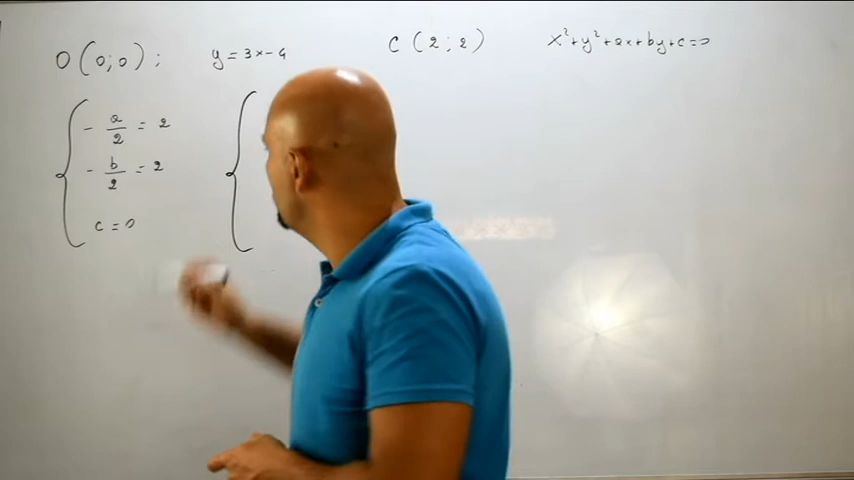 O (0;0) ; y = 3x - 4 C (2;2) x²+y²+ax+by+c=0
- a/2 = 2
- b/2 = 2
c = 0